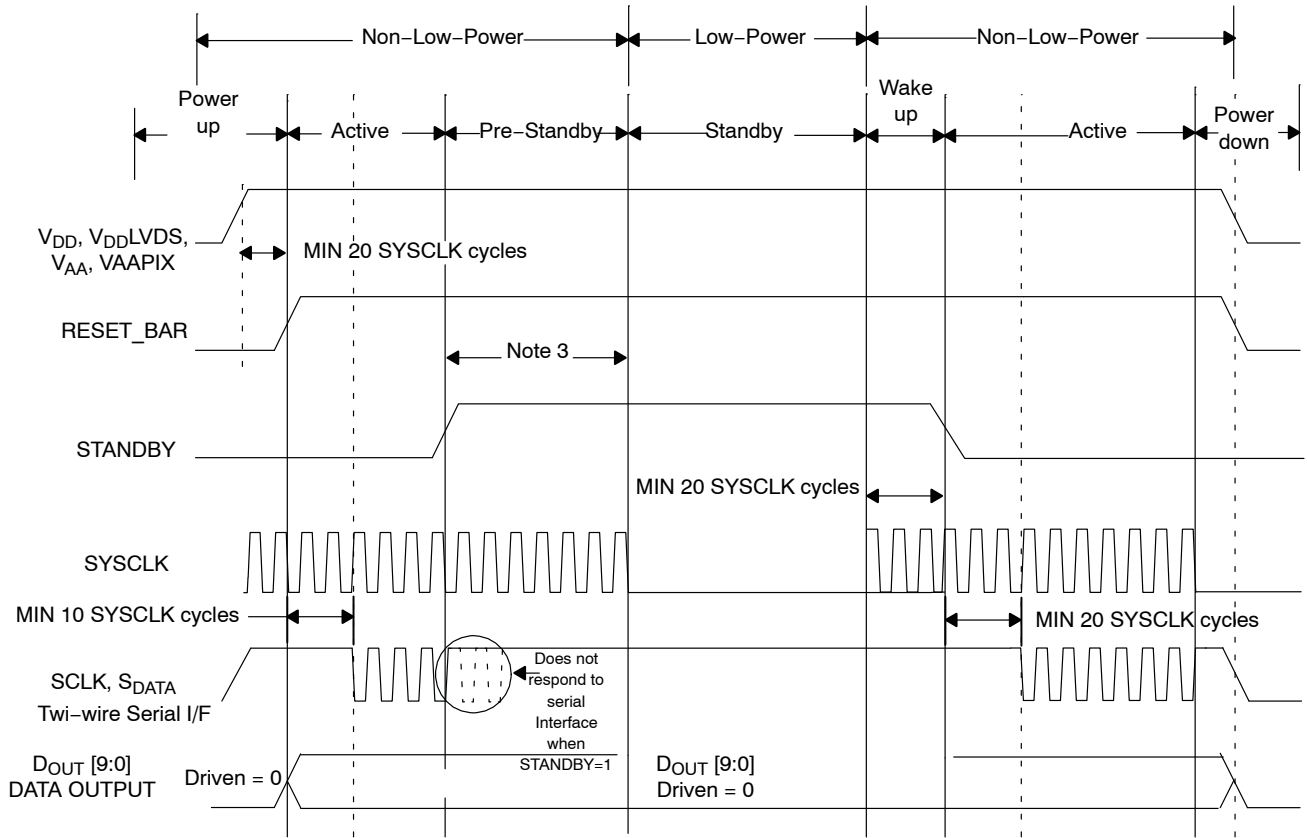 Non−Low−Power
Low−Power
Non−Low−Power
Power
up
Active
Pre−Standby
Standby
Wake
up
Active
Power
down
VDD, VDDLVDS,
VAA, VAAPIX
MIN 20 SYSCLK cycles
RESET_BAR
Note 3
STANDBY
MIN 20 SYSCLK cycles
SYSCLK
MIN 10 SYSCLK cycles
MIN 20 SYSCLK cycles
SCLK, SDATA
Twi−wire Serial I/F
Does not
respond to
serial
Interface
when
STANDBY=1
DOUT [9:0]
DATA OUTPUT
Driven = 0
DOUT [9:0]
Driven = 0